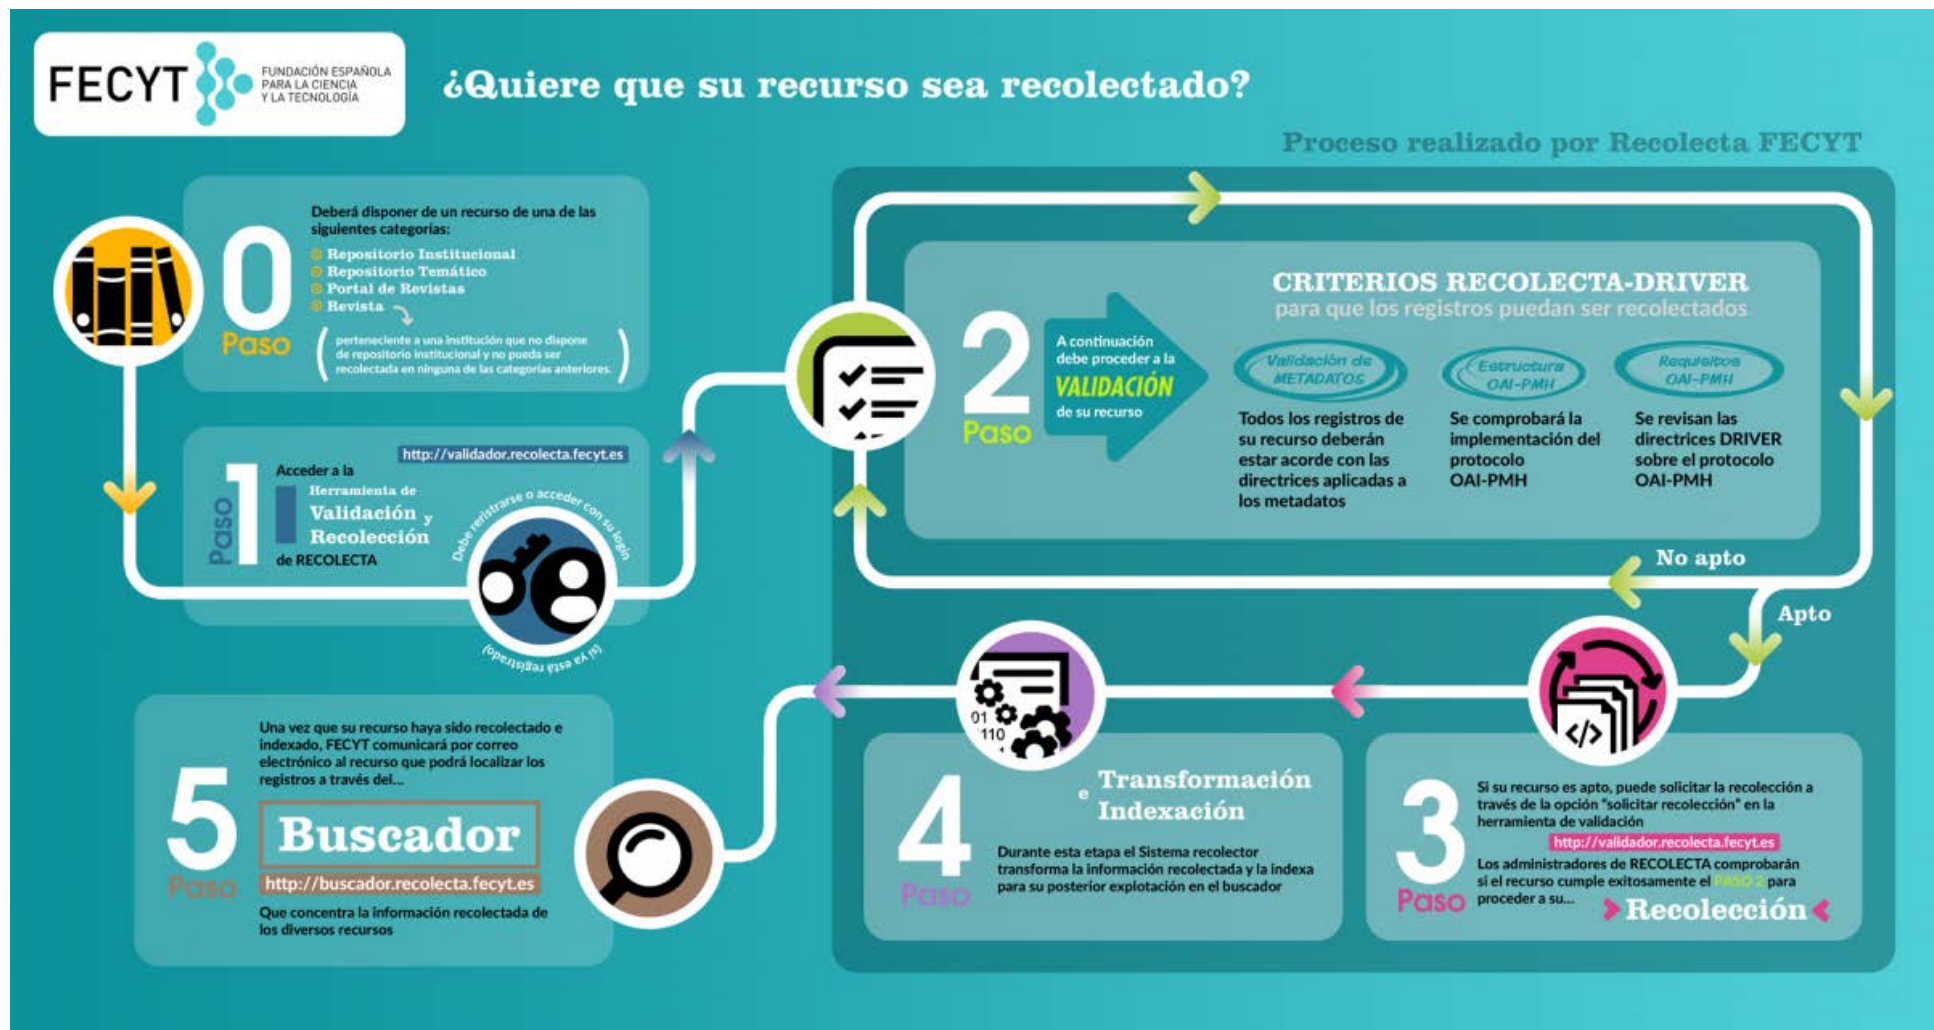 FECYT
FUNDACIÓN ESPAÑOLA
PARA LA CIENCIA
Y LA TECNOLOGÍA
¿Quiere que su recurso sea recolectado?
Proceso realizado por Recolecta FECYT
0
Paso
Deberá disponer de un recurso de una de las
siguientes categorías:
Repositorio Institucional
Repositorio Temático
Portal de Revistas
Revista
(perteneciente a una institución que no dispone
de repositorio institucional y no pueda ser
recolectada en ninguna de las categorías anteriores.)
Paso
1
http://validador.recolecta.fecyt.es
Acceder a la
Herramienta de
Validación y
Recolección
de RECOLECTA
Debe reristrarse o acceder con su login
(si ya está registrado)
2
Paso
A continuación
debe proceder a la
VALIDACIÓN
de su recurso
CRITERIOS RECOLECTA-DRIVER
para que los registros puedan ser recolectados
Validación de
METADATOS
Todos los registros de
su recurso deberán
estar acorde con las
directrices aplicadas a
los metadatos
Estructura
OAI-PMH
Se comprobará la
implementación del
protocolo
OAI-PMH
Requisitos
OAI-PMH
Se revisan las
directrices DRIVER
sobre el protocolo
OAI-PMH
No apto
Apto
</>
3
Paso
Si su recurso es apto, puede solicitar la recolección a
través de la opción "solicitar recolección" en la
herramienta de validación
http://validador.recolecta.fecyt.es
Los administradores de RECOLECTA comprobarán
si el recurso cumple exitosamente el PASO 2 para
proceder a su...
Recolección
01
110
4
Paso
Transformación
e Indexación
Durante esta etapa el Sistema recolector
transforma la información recolectada y la indexa
para su posterior explotación en el buscador
5
Paso
Una vez que su recurso haya sido recolectado e
indexado, FECYT comunicará por correo
electrónico al recurso que podrá localizar los
registros a través del...
Buscador
http://buscador.recolecta.fecyt.es
Que concentra la información recolectada de
los diversos recursos